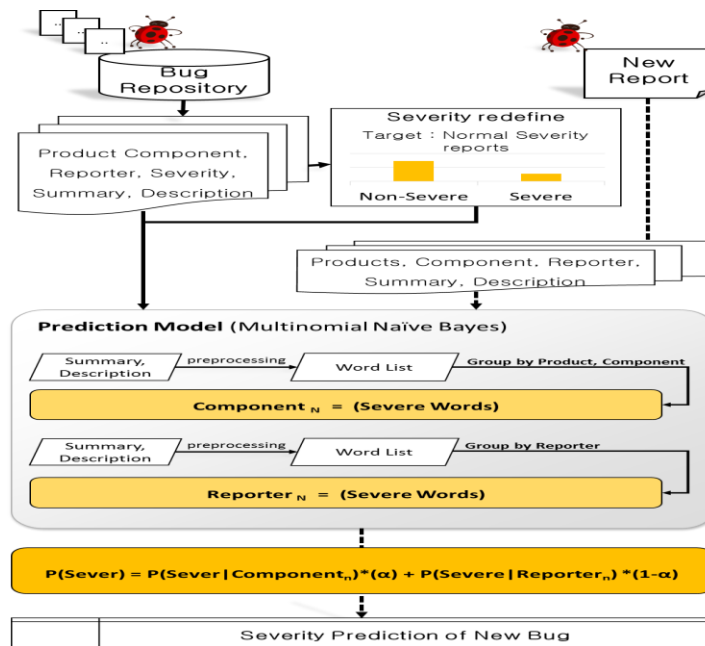 Bug
Repository
New
Report
Severity redefine
Target : Normal Severity
reports
Non-Severe Severe
Product Component,
Reporter, Severity,
Summary, Description
Products, Component, Reporter,
Summary, Description
Prediction Model (Multinomial Naïve Bayes)
Summary,
Description
preprocessing
Word List
Group by Product, Component
Component N = (Severe Words)
Summary,
Description
preprocessing
Word List
Group by Reporter
Reporter N = (Severe Words)
P(Sever) = P(Sever|Componentn)*(α) + P(Severe|Reportern) *(1-α)
Severity Prediction of New Bug